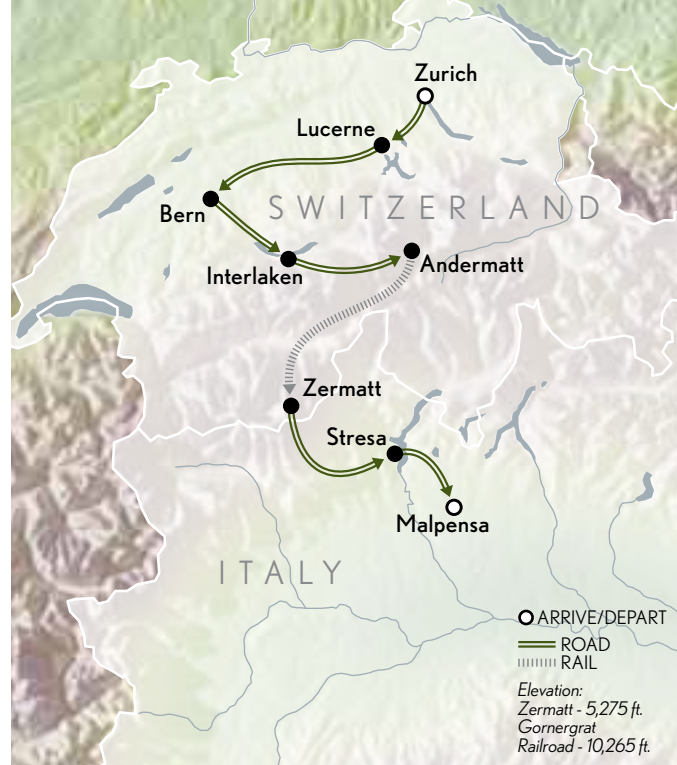 Zurich
Lucerne
SWITZERLAND
Bern
Interlaken
Andermatt
Zermatt
Stresa
Malpensa
ITALY
ARRIVE/DEPART
ROAD
RAIL
Elevation:
Zermatt - 5,275 ft.
Gornergrat
Railroad - 10,265 ft.